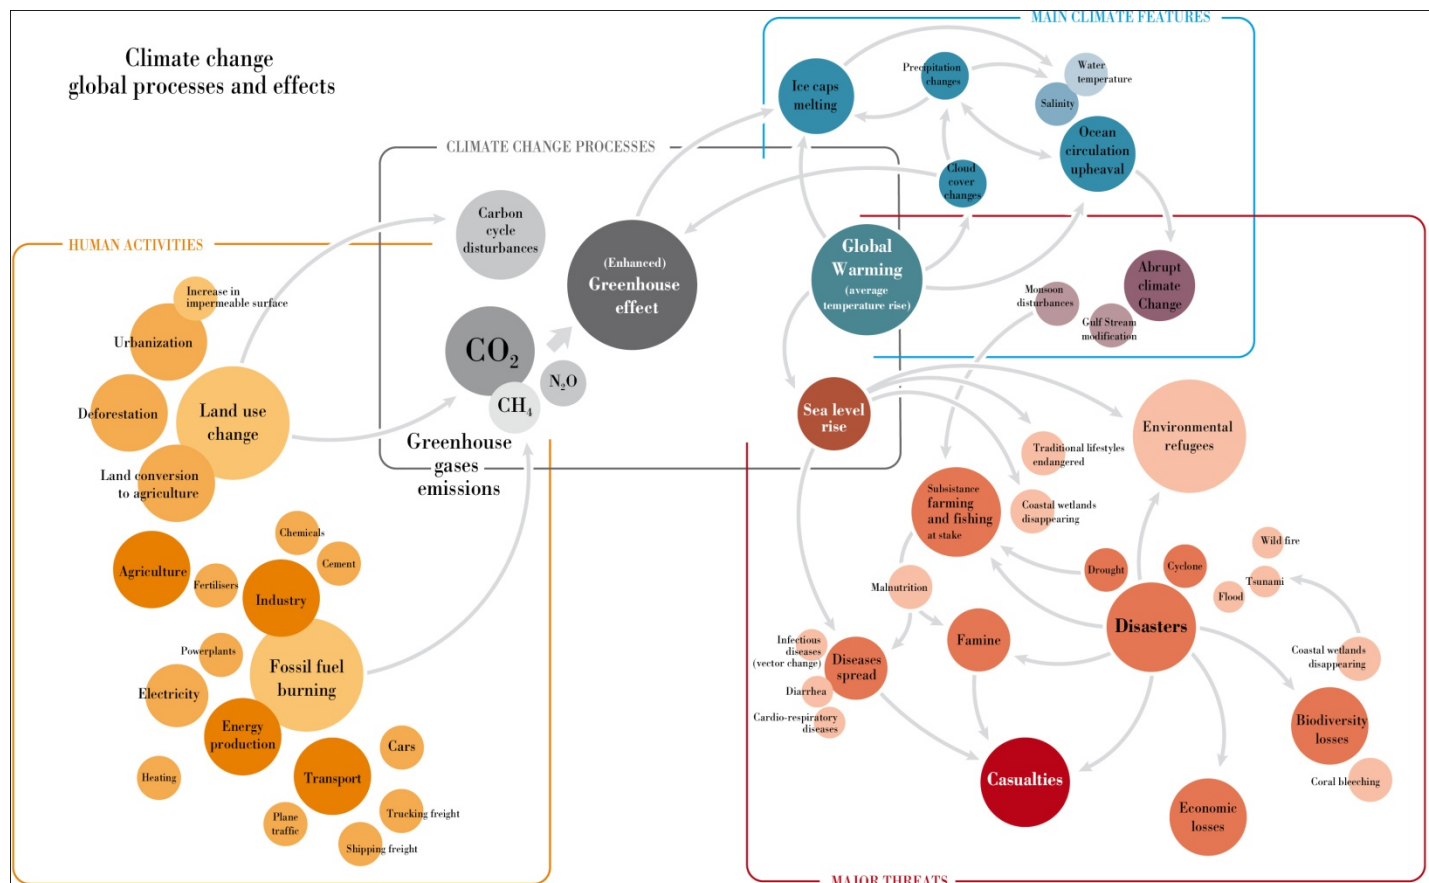 Climate change
global processes and effects
MAIN CLIMATE FEATURES
Ice caps
melting
Precipitation
changes
Water
temperature
Salinity
Ocean
circulation
upheaval
Cloud
cover
changes
CLIMATE CHANGE PROCESSES
Carbon
cycle
disturbances
(Enhanced)
Greenhouse
effect
Global
Warming
(average
temperature rise)
Abrupt
climate
Change
Monsoon
disturbances
Gulf Stream
modification
CO₂
CH₄
N₂O
Greenhouse
gases
emissions
HUMAN ACTIVITIES
Increase in
impermeable surface
Urbanization
Deforestation
Land use
change
Land conversion
to agriculture
Chemicals
Cement
Agriculture
Fertilisers
Industry
Powerplants
Fossil fuel
burning
Electricity
Energy
production
Heating
Transport
Cars
Plane
traffic
Trucking freight
Shipping freight
Sea level
rise
Environmental
refugees
Traditional lifestyles
endangered
Subsistance
farming
and fishing
at stake
Coastal wetlands
disappearing
Wild fire
Drought
Cyclone
Tsunami
Flood
Malnutrition
Disasters
Famine
Infectious
diseases
(vector change)
Diseases
spread
Diarrhea
Cardio-respiratory
diseases
Coastal wetlands
disappearing
Biodiversity
losses
Coral bleeching
Casualties
Economic
losses
MAJOR THREATS